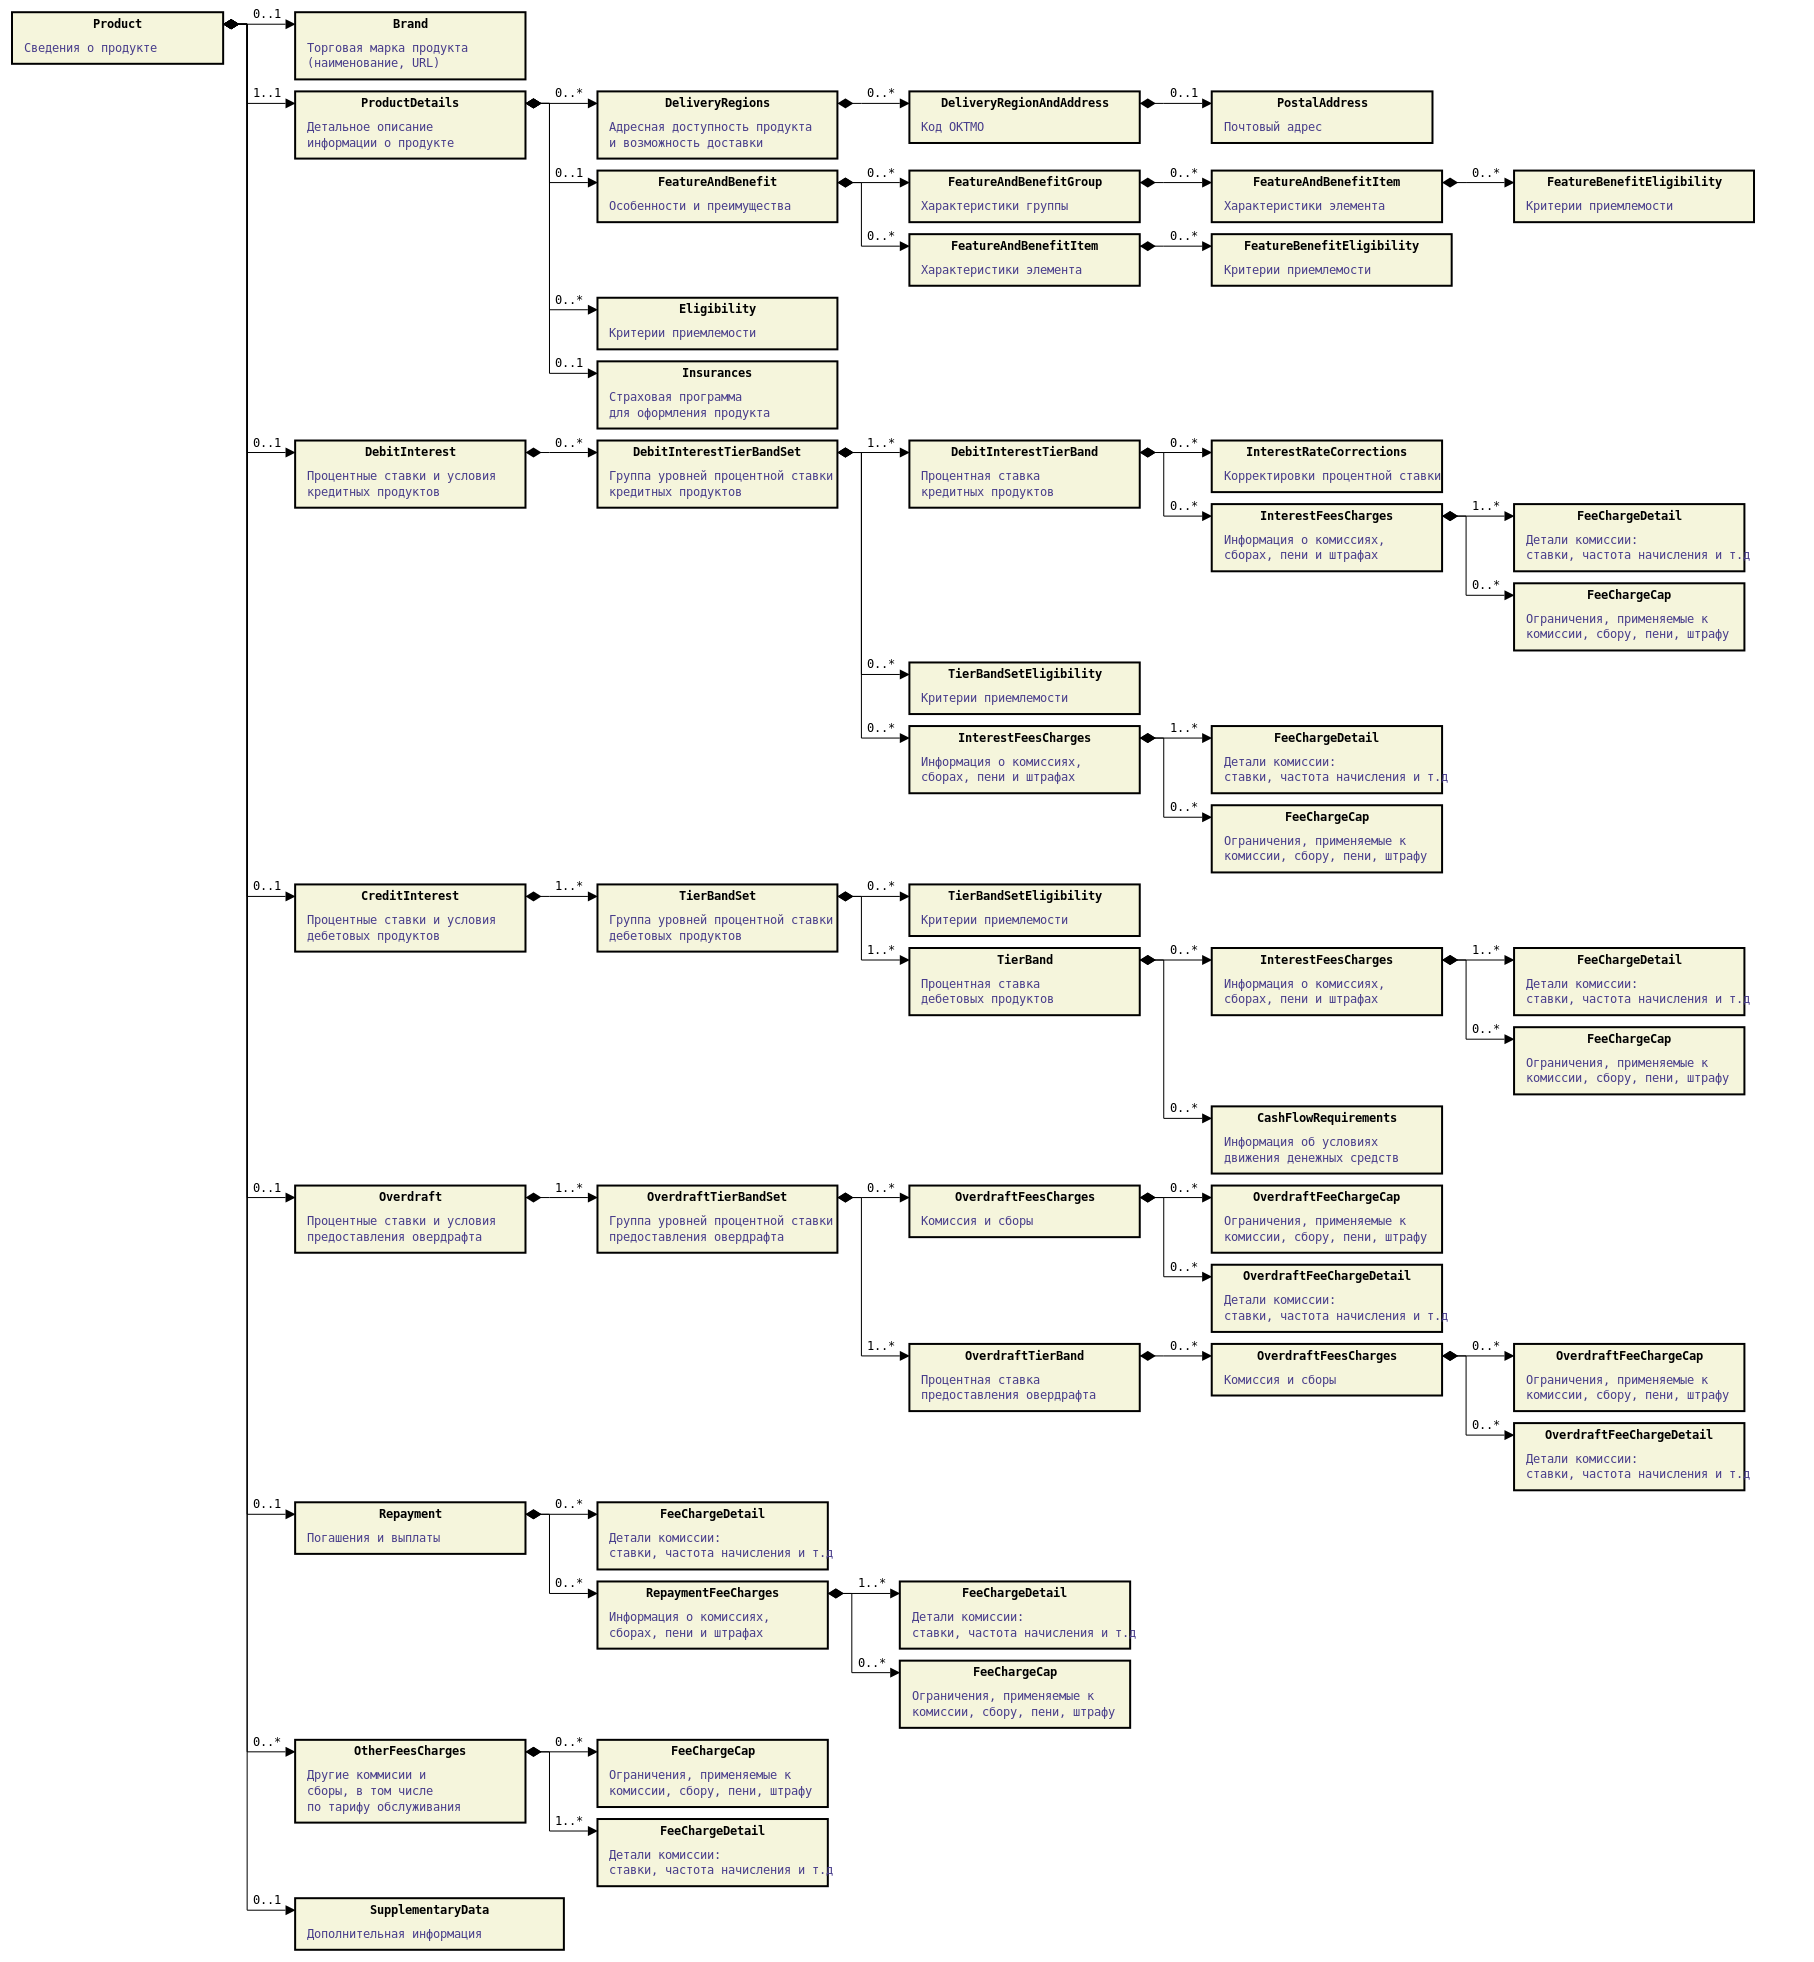 Product
Сведения о продукте
0..1
Brand
Торговая марка продукта
(наименование, URL)
1..1
ProductDetails
Детальное описание
информации о продукте
0..*
DeliveryRegions
Адресная доступность продукта
и возможность доставки
0..*
DeliveryRegionAndAddress
Код ОКТМО
0..1
PostalAddress
Почтовый адрес
0..1
FeatureAndBenefit
Особенности и преимущества
0..*
FeatureAndBenefitGroup
Характеристики группы
0..*
FeatureAndBenefitItem
Характеристики элемента
0..*
FeatureBenefitEligibility
Критерии приемлемости
0..*
FeatureAndBenefitItem
Характеристики элемента
0..*
FeatureBenefitEligibility
Критерии приемлемости
0..*
Eligibility
Критерии приемлемости
0..1
Insurances
Страховая программа
для оформления продукта
0..1
DebitInterest
Процентные ставки и условия
кредитных продуктов
0..*
DebitInterestTierBandSet
Группа уровней процентной ставки
кредитных продуктов
1..*
DebitInterestTierBand
Процентная ставка
кредитных продуктов
0..*
InterestRateCorrections
Корректировки процентной ставки
0..*
InterestFeesCharges
Информация о комиссиях,
сборах, пени и штрафах
1..*
FeeChargeDetail
Детали комиссии:
ставки, частота начисления и т.д
0..*
FeeChargeCap
Ограничения, применяемые к
комиссии, сбору, пени, штрафу
0..*
TierBandSetEligibility
Критерии приемлемости
0..*
InterestFeesCharges
Информация о комиссиях,
сборах, пени и штрафах
1..*
FeeChargeDetail
Детали комиссии:
ставки, частота начисления и т.д
0..*
FeeChargeCap
Ограничения, применяемые к
комиссии, сбору, пени, штрафу
0..1
CreditInterest
Процентные ставки и условия
дебетовых продуктов
1..*
TierBandSet
Группа уровней процентной ставки
дебетовых продуктов
0..*
TierBandSetEligibility
Критерии приемлемости
1..*
TierBand
Процентная ставка
дебетовых продуктов
0..*
InterestFeesCharges
Информация о комиссиях,
сборах, пени и штрафах
1..*
FeeChargeDetail
Детали комиссии:
ставки, частота начисления и т.д
0..*
FeeChargeCap
Ограничения, применяемые к
комиссии, сбору, пени, штрафу
0..*
CashFlowRequirements
Информация об условиях
движения денежных средств
0..1
Overdraft
Процентные ставки и условия
предоставления овердрафта
1..*
OverdraftTierBandSet
Группа уровней процентной ставки
предоставления овердрафта
0..*
OverdraftFeesCharges
Комиссия и сборы
0..*
OverdraftFeeChargeCap
Ограничения, применяемые к
комиссии, сбору, пени, штрафу
0..*
OverdraftFeeChargeDetail
Детали комиссии:
ставки, частота начисления и т.д
1..*
OverdraftTierBand
Процентная ставка
предоставления овердрафта
0..*
OverdraftFeesCharges
Комиссия и сборы
0..*
OverdraftFeeChargeCap
Ограничения, применяемые к
комиссии, сбору, пени, штрафу
0..*
OverdraftFeeChargeDetail
Детали комиссии:
ставки, частота начисления и т.д
0..1
Repayment
Погашения и выплаты
0..*
FeeChargeDetail
Детали комиссии:
ставки, частота начисления и т.д
0..*
RepaymentFeeCharges
Информация о комиссиях,
сборах, пени и штрафах
1..*
FeeChargeDetail
Детали комиссии:
ставки, частота начисления и т.д
0..*
FeeChargeCap
Ограничения, применяемые к
комиссии, сбору, пени, штрафу
0..*
OtherFeesCharges
Другие коммисии и
сборы, в том числе
по тарифу обслуживания
0..*
FeeChargeCap
Ограничения, применяемые к
комиссии, сбору, пени, штрафу
1..*
FeeChargeDetail
Детали комиссии:
ставки, частота начисления и т.д
0..1
SupplementaryData
Дополнительная информация